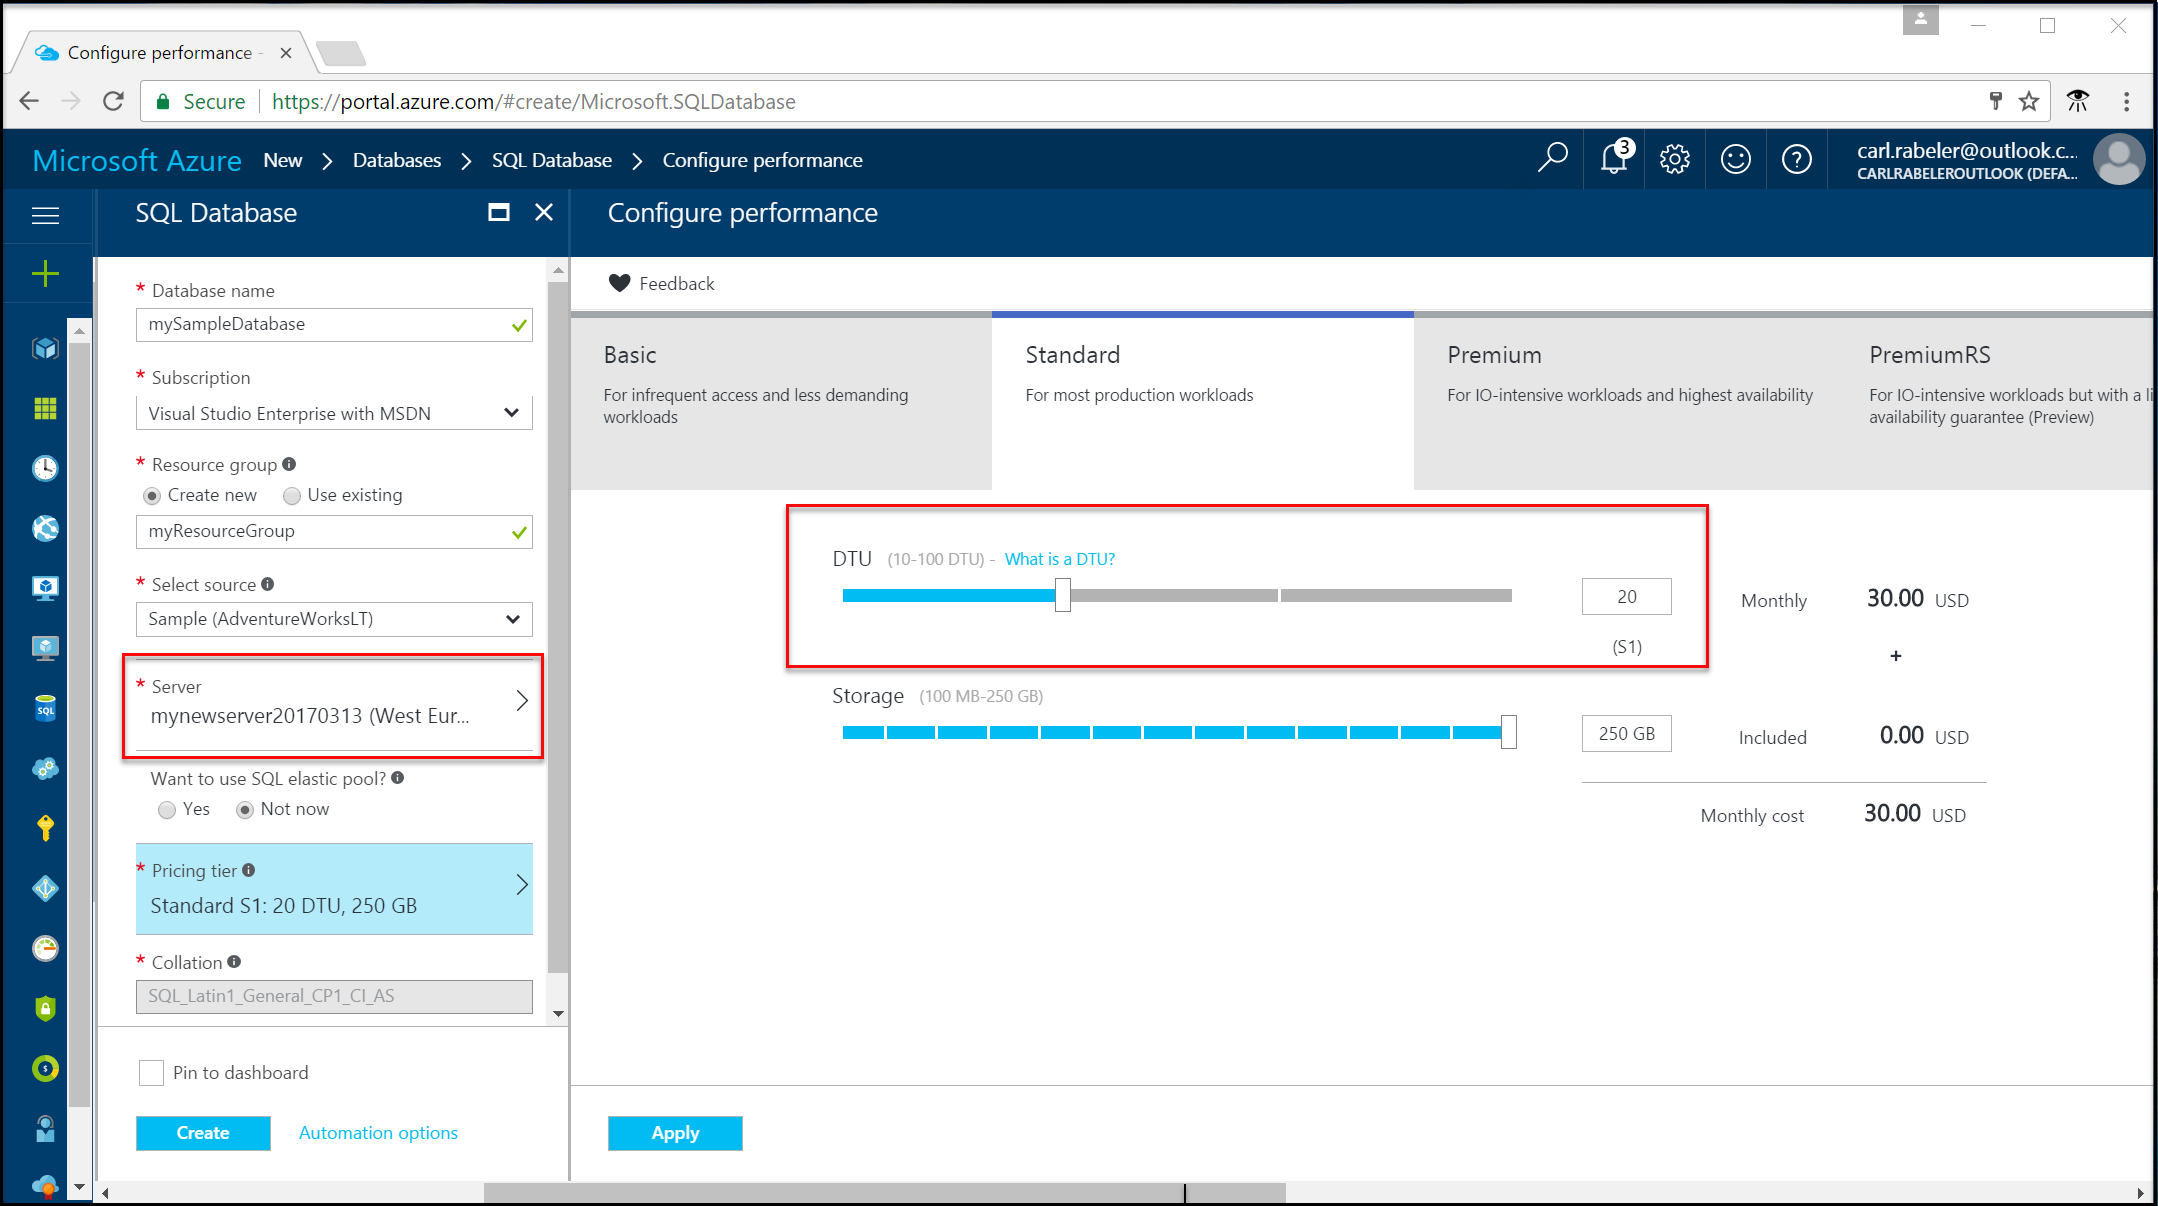 Configure performance -
Secure
https://portal.azure.com/#create/Microsoft.SQLDatabase
Microsoft Azure New > Databases > SQL Database > Configure performance
3
carl.rabeler@outlook.c...
CARLRABELEROUTLOOK (DEFA...
SQL Database
* Database name
mySampleDatabase
* Subscription
Visual Studio Enterprise with MSDN
* Resource group
Create new Use existing
myResourceGroup
* Select source
Sample (AdventureWorksLT)
* Server
mynewserver20170313 (West Eur...
Want to use SQL elastic pool?
Yes Not now
* Pricing tier
Standard S1: 20 DTU, 250 GB
* Collation
SQL_Latin1_General_CP1_CI_AS
Pin to dashboard
Create Automation options
SQL
Configure performance
Feedback
Basic
For infrequent access and less demanding
workloads
Standard
For most production workloads
Premium
For IO-intensive workloads and highest availability
PremiumRS
For IO-intensive workloads but with a li
availability guarantee (Preview)
DTU (10-100 DTU) - What is a DTU?
20
(S1)
Monthly 30.00 USD
+
Storage (100 MB-250 GB)
250 GB
Included 0.00 USD
Monthly cost 30.00 USD
Apply